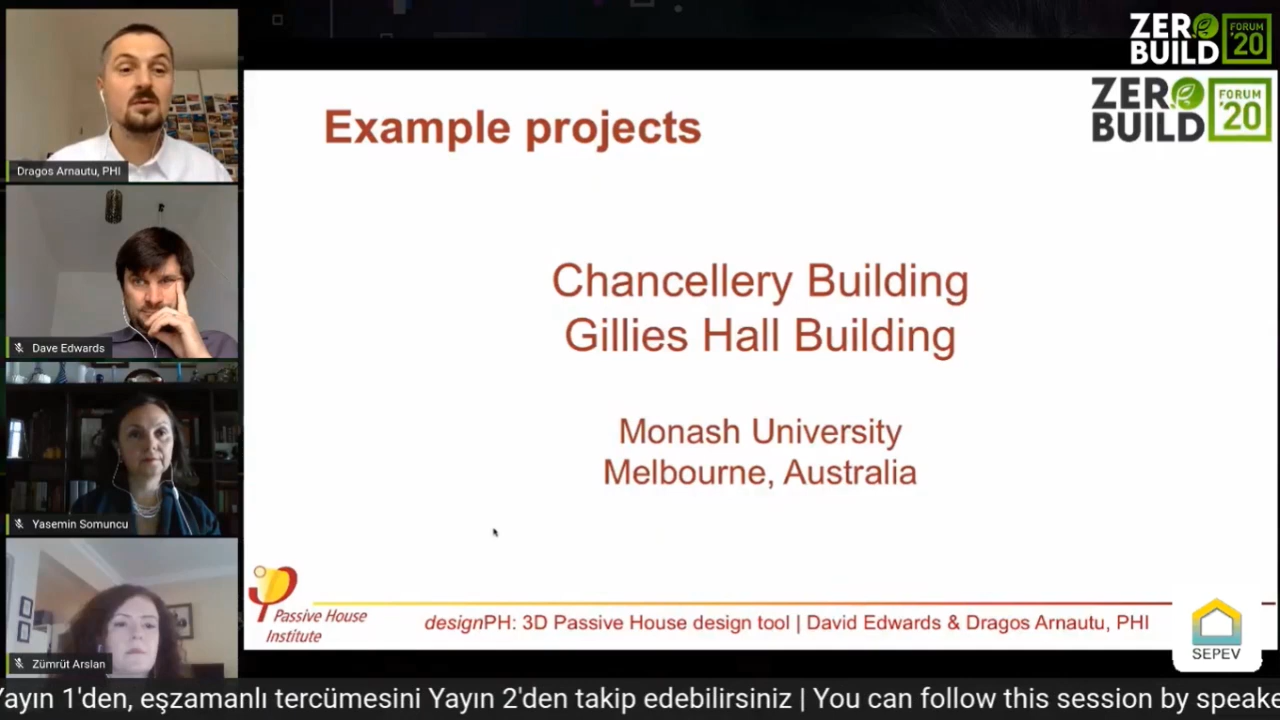 ZERO
BUILD
FORUM
'20
ZERO
BUILD
FORUM
'20
Example projects
Dragos Arnautu, PHI
Chancellery Building
Gillies Hall Building
Dave Edwards
Monash University
Melbourne, Australia
Yasemin Somuncu
Passive House
Institute
designPH: 3D Passive House design tool | David Edwards & Dragos Arnautu, PHI
SEPEV
Zümrüt Arslan
Yayın 1'den, eşzamanlı tercümesini Yayın 2'den takip edebilirsiniz | You can follow this session by speake